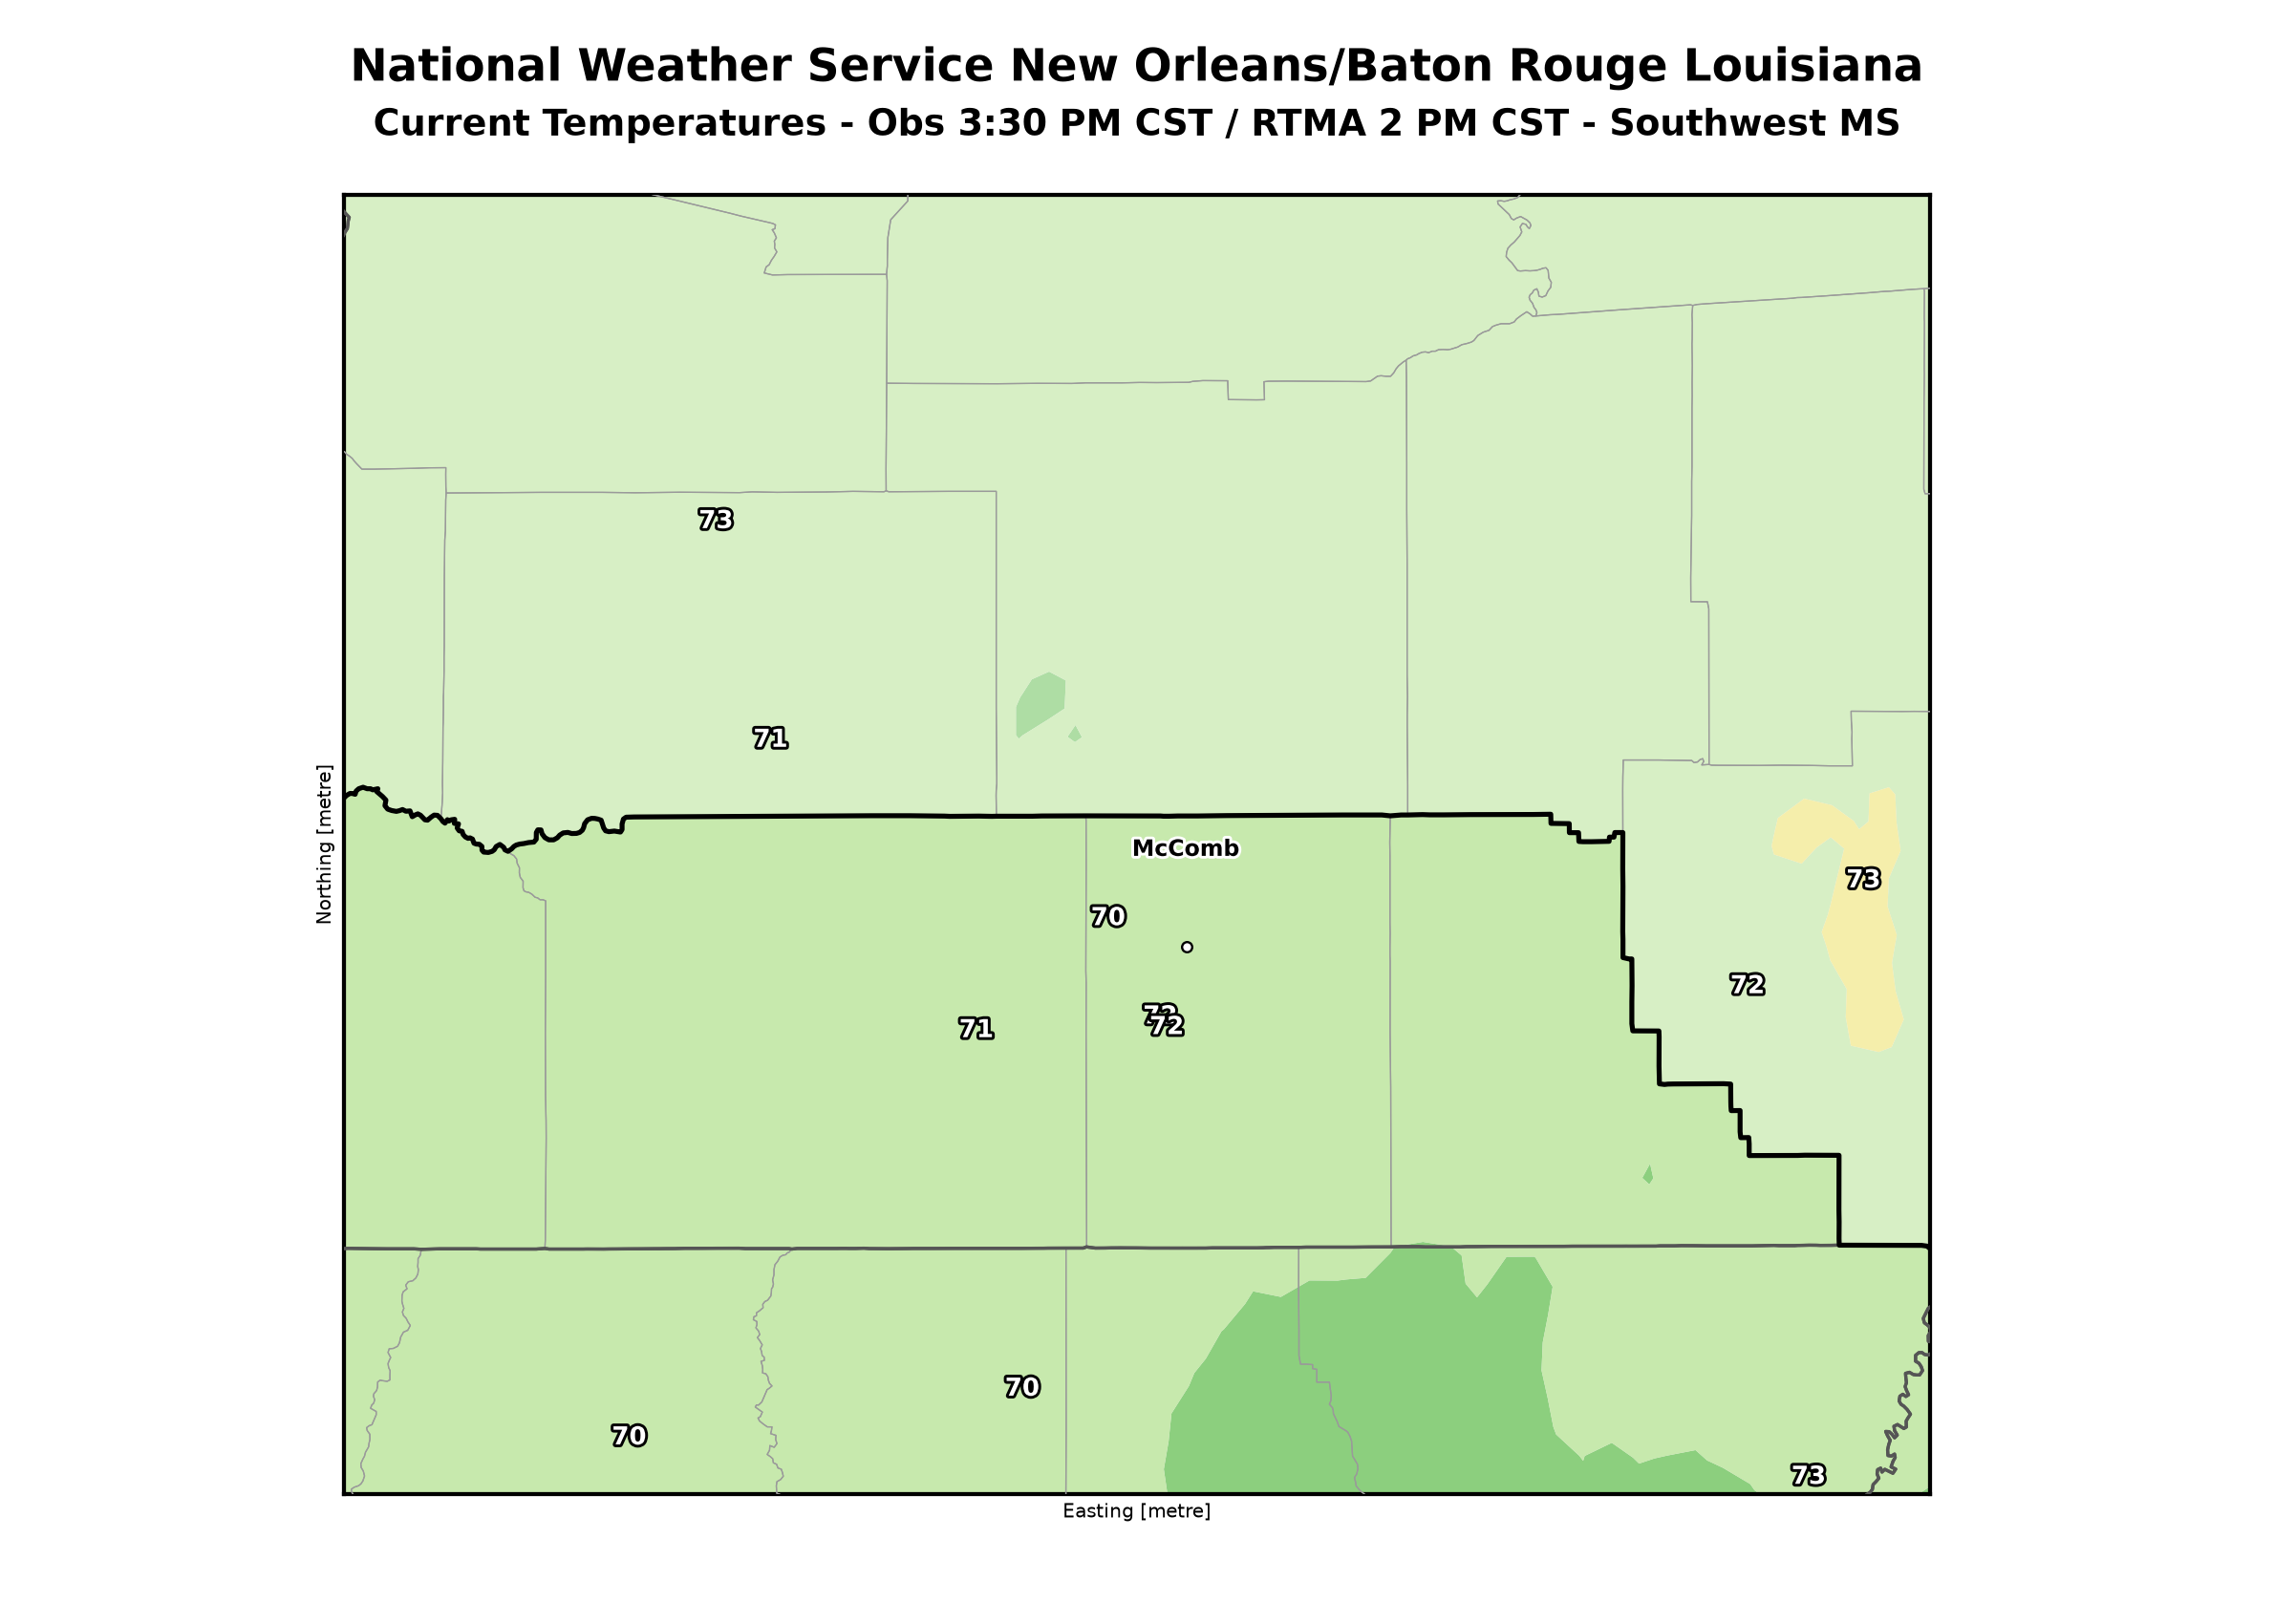 National Weather Service New Orleans/Baton Rouge Louisiana
Current Temperatures - Obs 3:30 PM CST / RTMA 2 PM CST - Southwest MS
73
71
Northing [metre]
McComb
73
70
72
71
72
70
70
73
Easting [metre]